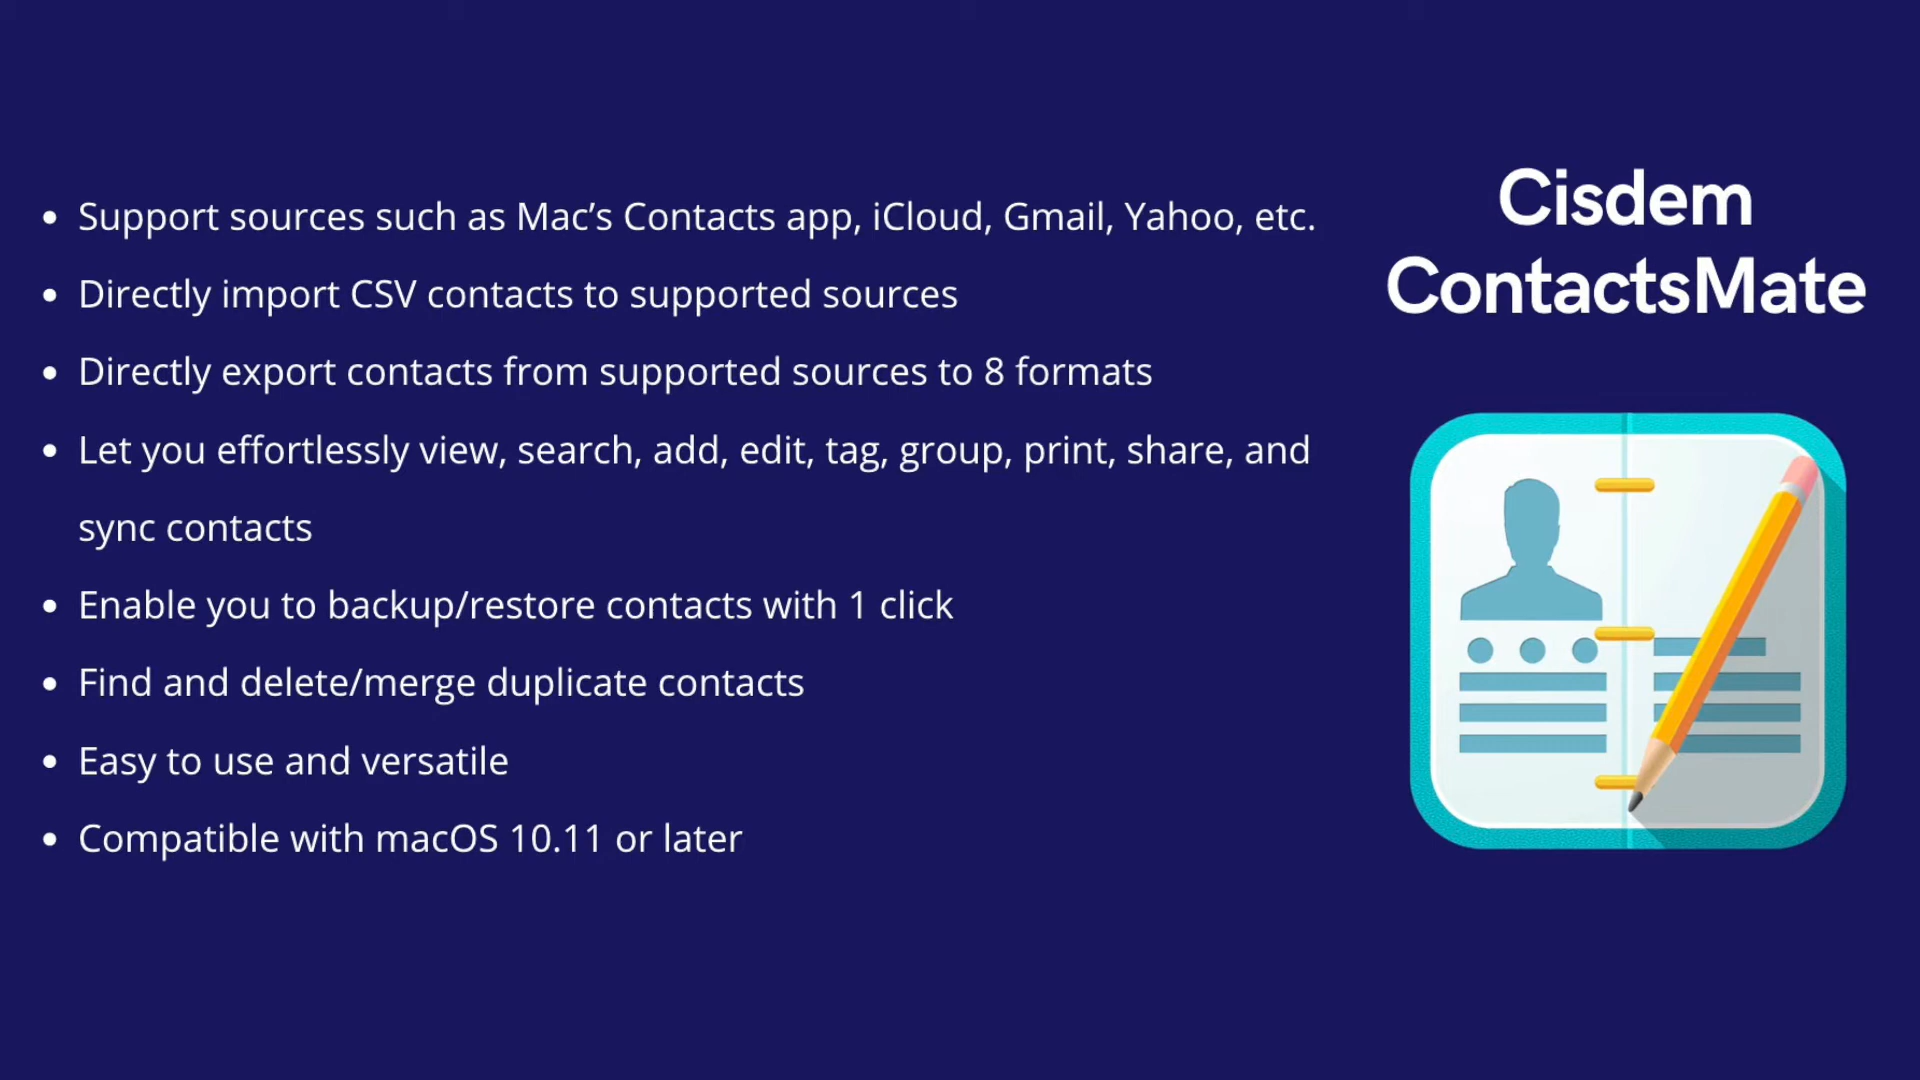 • Support sources such as Mac’s Contacts app, iCloud, Gmail, Yahoo, etc.
• Directly import CSV contacts to supported sources
• Directly export contacts from supported sources to 8 formats
• Let you effortlessly view, search, add, edit, tag, group, print, share, and
sync contacts
• Enable you to backup/restore contacts with 1 click
• Find and delete/merge duplicate contacts
• Easy to use and versatile
• Compatible with macOS 10.11 or later
Cisdem
ContactsMate